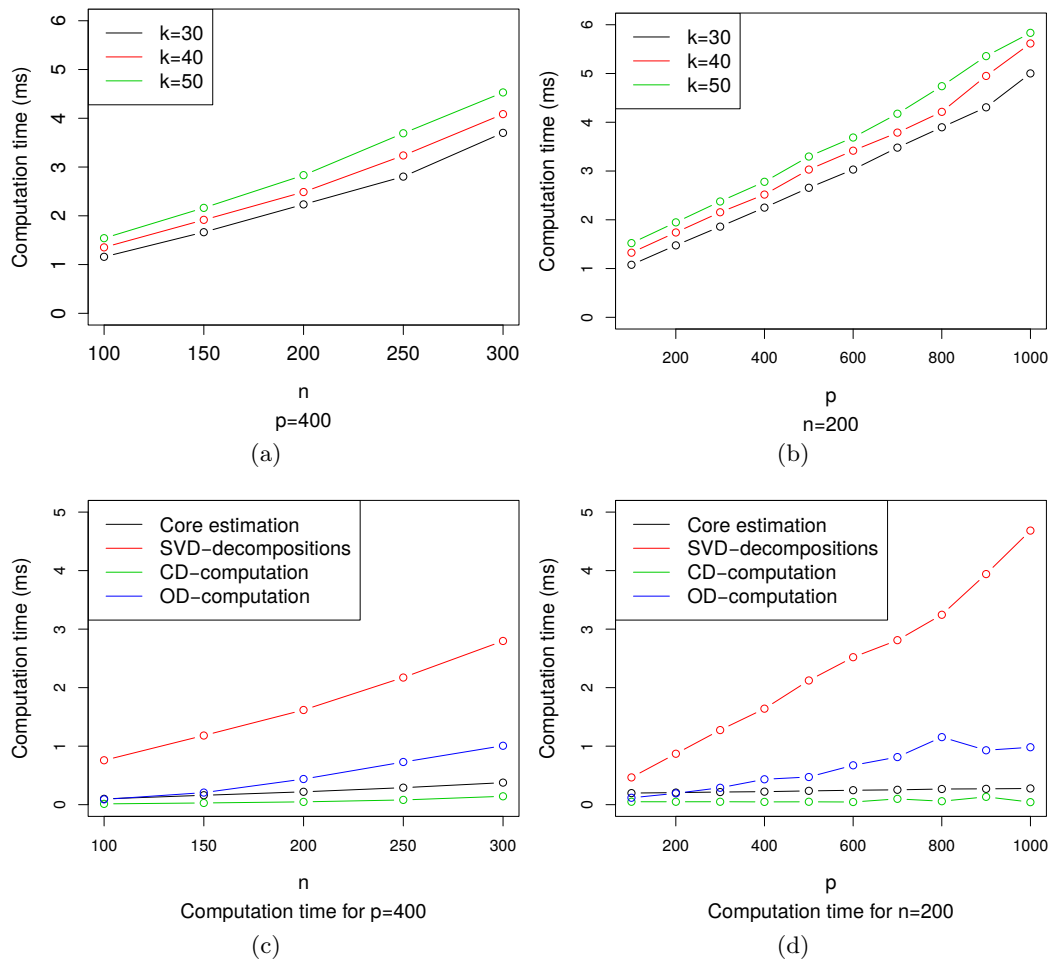 k=30
k=40
k=50
Computation time (ms)
0 1 2 3 4 5 6
100 150 200 250 300
n
p=400
(a)
k=30
k=40
k=50
Computation time (ms)
0 1 2 3 4 5 6
200 400 600 800 1000
p
n=200
(b)
Core estimation
SVD−decompositions
CD−computation
OD−computation
Computation time (ms)
0 1 2 3 4 5
100 150 200 250 300
n
Computation time for p=400
(c)
Core estimation
SVD−decompositions
CD−computation
OD−computation
Computation time (ms)
0 1 2 3 4 5
200 400 600 800 1000
p
Computation time for n=200
(d)